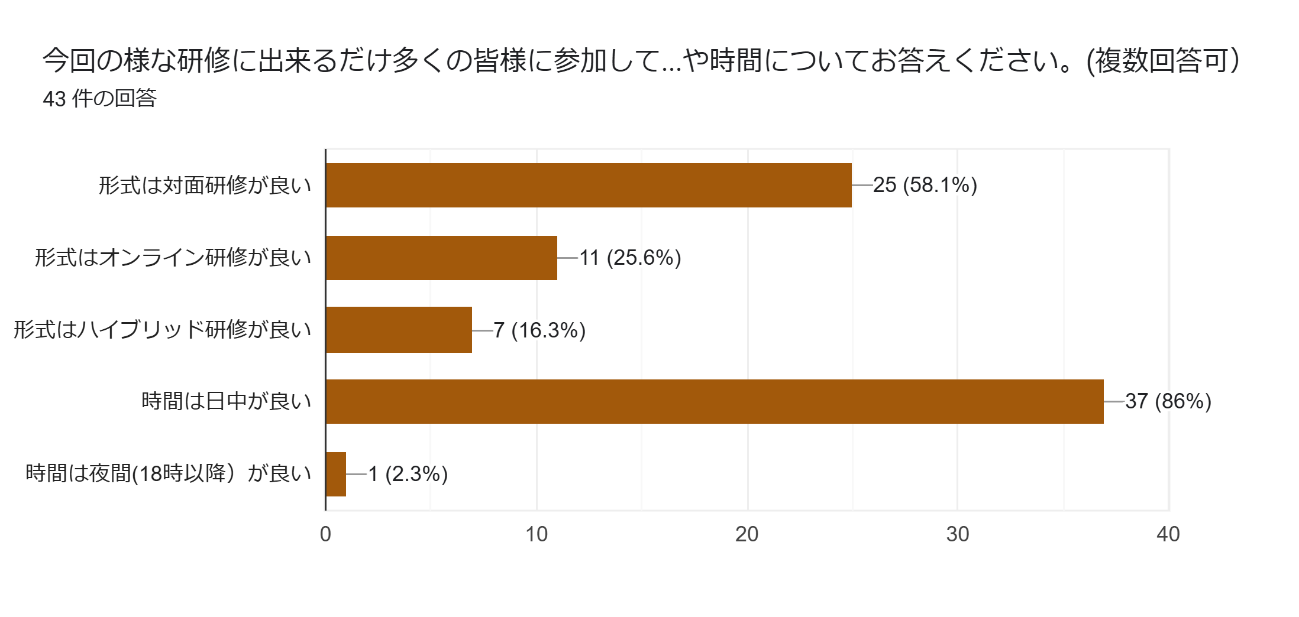 今回の様な研修に出来るだけ多くの皆様に参加して...や時間についてお答えください。(複数回答可）
43 件の回答
形式は対面研修が良い
25 (58.1%)
形式はオンライン研修が良い
11 (25.6%)
形式はハイブリッド研修が良い
7 (16.3%)
時間は日中が良い
37 (86%)
時間は夜間(18時以降）が良い
1 (2.3%)
0 10 20 30 40